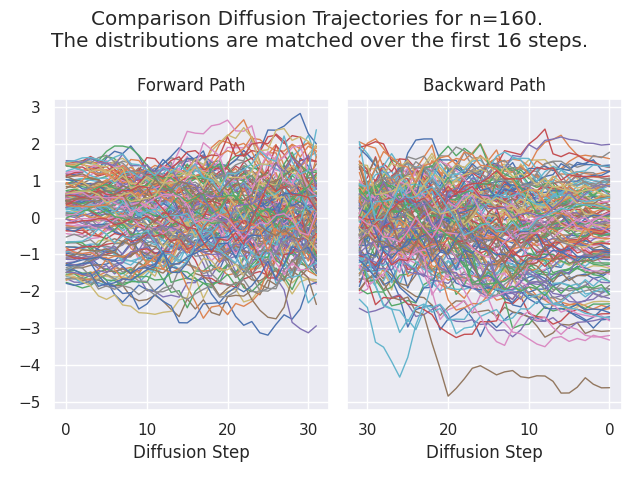 Comparison Diffusion Trajectories for n=160.
The distributions are matched over the first 16 steps.
Forward Path
Backward Path
3
2
1
0
−1
−2
−3
−4
−5
0 10 20 30
30 20 10 0
Diffusion Step
Diffusion Step